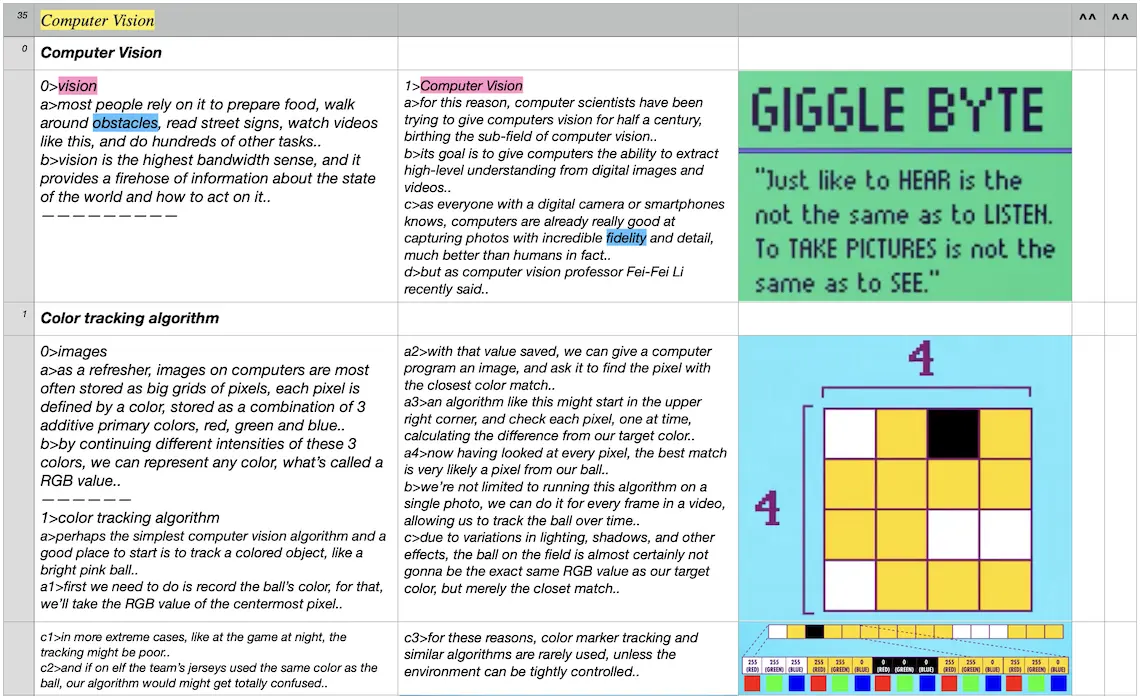 35
Computer Vision
^^
^^
0
Computer Vision
0>vision
a>most people rely on it to prepare food, walk
around obstacles, read street signs, watch videos
like this, and do hundreds of other tasks..
b>vision is the highest bandwidth sense, and it
provides a firehose of information about the state
of the world and how to act on it..
—————————
1>Computer Vision
a>for this reason, computer scientists have been
trying to give computers vision for half a century,
birthing the sub-field of computer vision..
b>its goal is to give computers the ability to extract
high-level understanding from digital images and
videos..
c>as everyone with a digital camera or smartphones
knows, computers are already really good at
capturing photos with incredible fidelity and detail,
much better than humans in fact..
d>but as computer vision professor Fei-Fei Li
recently said..
GIGGLE BYTE
"Just like to HEAR is the
not the same as to LISTEN.
To TAKE PICTURES is not the
same as to SEE."
1
Color tracking algorithm
0>images
a>as a refresher, images on computers are most
often stored as big grids of pixels, each pixel is
defined by a color, stored as a combination of 3
additive primary colors, red, green and blue..
b>by continuing different intensities of these 3
colors, we can represent any color, what's called a
RGB value..
——————
1>color tracking algorithm
a>perhaps the simplest computer vision algorithm and a
good place to start is to track a colored object, like a
bright pink ball..
a1>first we need to do is record the ball's color, for that,
we'll take the RGB value of the centermost pixel..
a2>with that value saved, we can give a computer
program an image, and ask it to find the pixel with
the closest color match..
a3>an algorithm like this might start in the upper
right corner, and check each pixel, one at time,
calculating the difference from our target color..
a4>now having looked at every pixel, the best match
is very likely a pixel from our ball..
b>we're not limited to running this algorithm on a
single photo, we can do it for every frame in a video,
allowing us to track the ball over time..
c>due to variations in lighting, shadows, and other
effects, the ball on the field is almost certainly not
gonna be the exact same RGB value as our target
color, but merely the closet match..
4
4
c1>in more extreme cases, like at the game at night, the
tracking might be poor..
c2>and if on elf the team's jerseys used the same color as the
ball, our algorithm would might get totally confused..
c3>for these reasons, color marker tracking and
similar algorithms are rarely used, unless the
environment can be tightly controlled..
255 255 255 255 255 0 0 0 0 255 255 0 255 255 0
(RED) (GREEN) (BLUE) (RED) (GREEN) (BLUE) (RED) (GREEN) (BLUE) (RED) (GREEN) (BLUE) (RED) (GREEN) (BLUE)